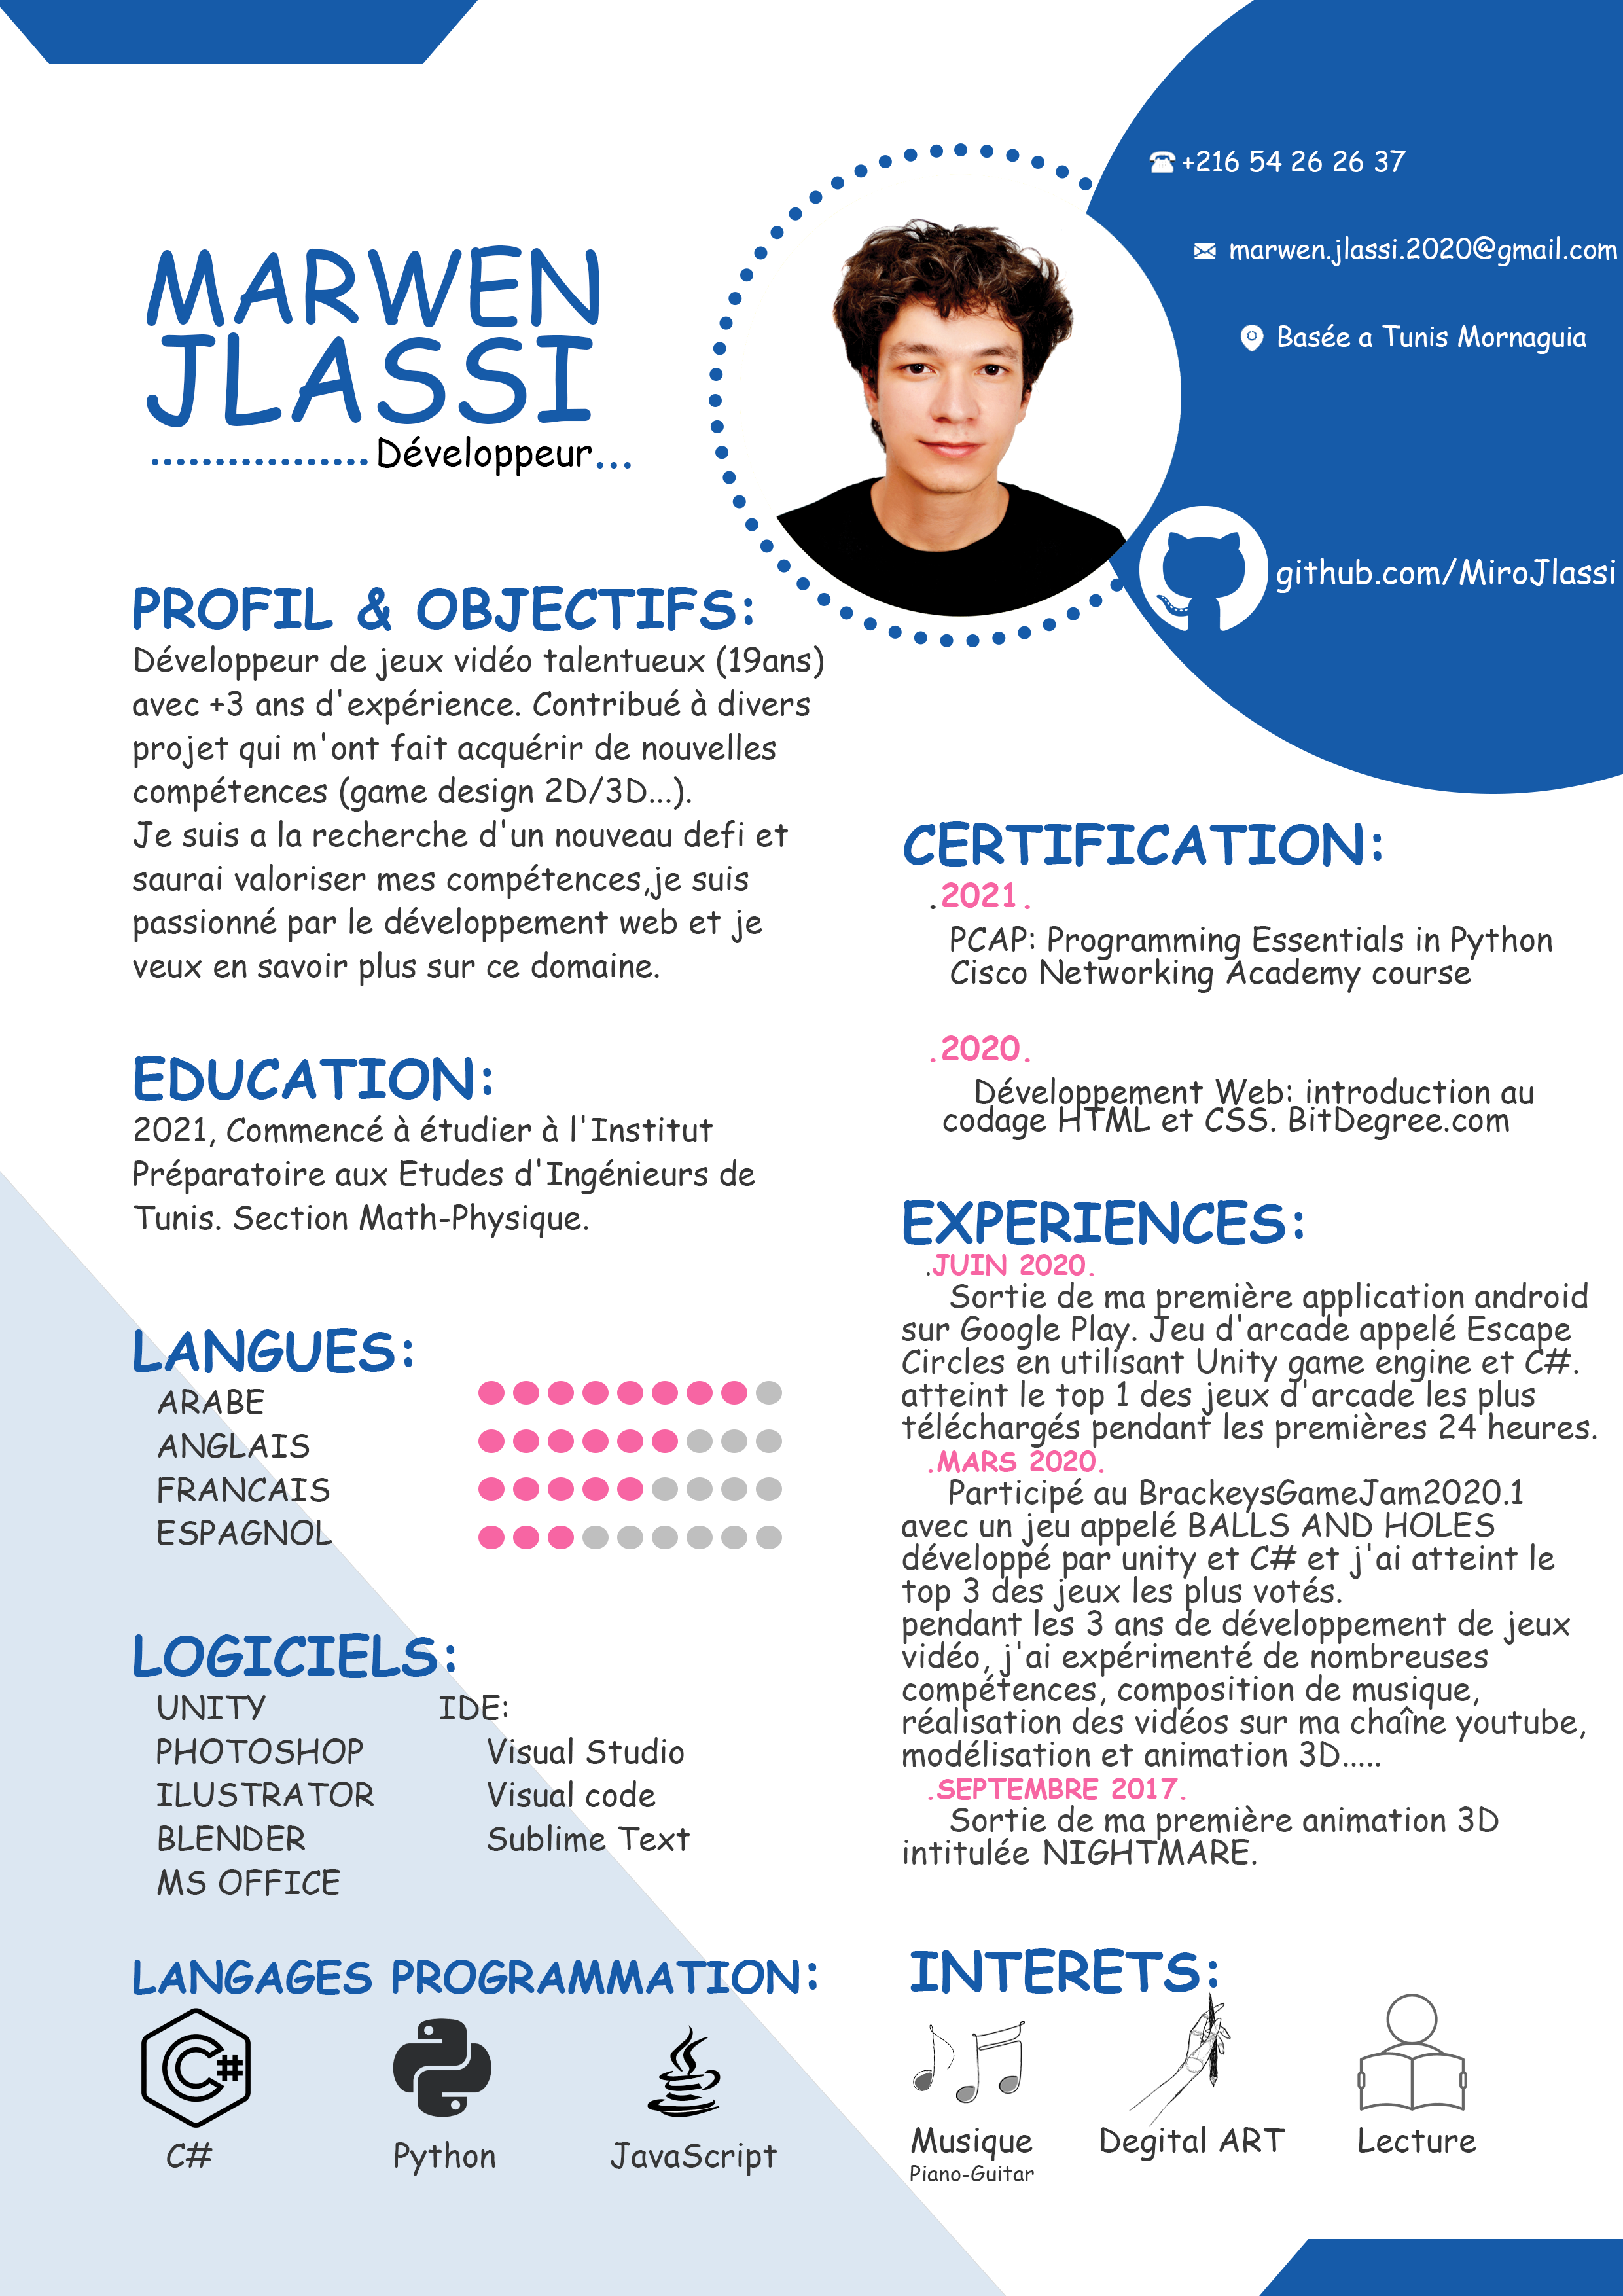 +216 54 26 26 37
marwen.jlassi.2020@gmail.com
Basée a Tunis Mornaguia
github.com/MiroJlassi
MARWEN
JLASSI
.................Développeur...
PROFIL & OBJECTIFS:
Développeur de jeux vidéo talentueux (19ans)
avec +3 ans d'expérience. Contribué à divers
projet qui m'ont fait acquérir de nouvelles
compétences (game design 2D/3D...).
Je suis a la recherche d'un nouveau defi et
saurai valoriser mes compétences,je suis
passionné par le développement web et je
veux en savoir plus sur ce domaine.
EDUCATION:
2021, Commencé à étudier à l'Institut
Préparatoire aux Etudes d'Ingénieurs de
Tunis. Section Math-Physique.
LANGUES:
ARABE
ANGLAIS
FRANCAIS
ESPAGNOL
LOGICIELS:
UNITY
PHOTOSHOP
ILUSTRATOR
BLENDER
MS OFFICE
IDE:
Visual Studio
Visual code
Sublime Text
LANGAGES PROGRAMMATION:
C#
C#
Python
JavaScript
CERTIFICATION:
.2021.
PCAP: Programming Essentials in Python
Cisco Networking Academy course
.2020.
Développement Web: introduction au
codage HTML et CSS. BitDegree.com
EXPERIENCES:
.JUIN 2020.
Sortie de ma première application android
sur Google Play. Jeu d'arcade appelé Escape
Circles en utilisant Unity game engine et C#.
atteint le top 1 des jeux d'arcade les plus
téléchargés pendant les premières 24 heures.
.MARS 2020.
Participé au BrackeysGameJam2020.1
avec un jeu appelé BALLS AND HOLES
développé par unity et C# et j'ai atteint le
top 3 des jeux les plus votés.
pendant les 3 ans de développement de jeux
vidéo, j'ai expérimenté de nombreuses
compétences, composition de musique,
réalisation des vidéos sur ma chaîne youtube,
modélisation et animation 3D.....
.SEPTEMBRE 2017.
Sortie de ma première animation 3D
intitulée NIGHTMARE.
INTERETS:
Musique
Piano-Guitar
Degital ART
Lecture